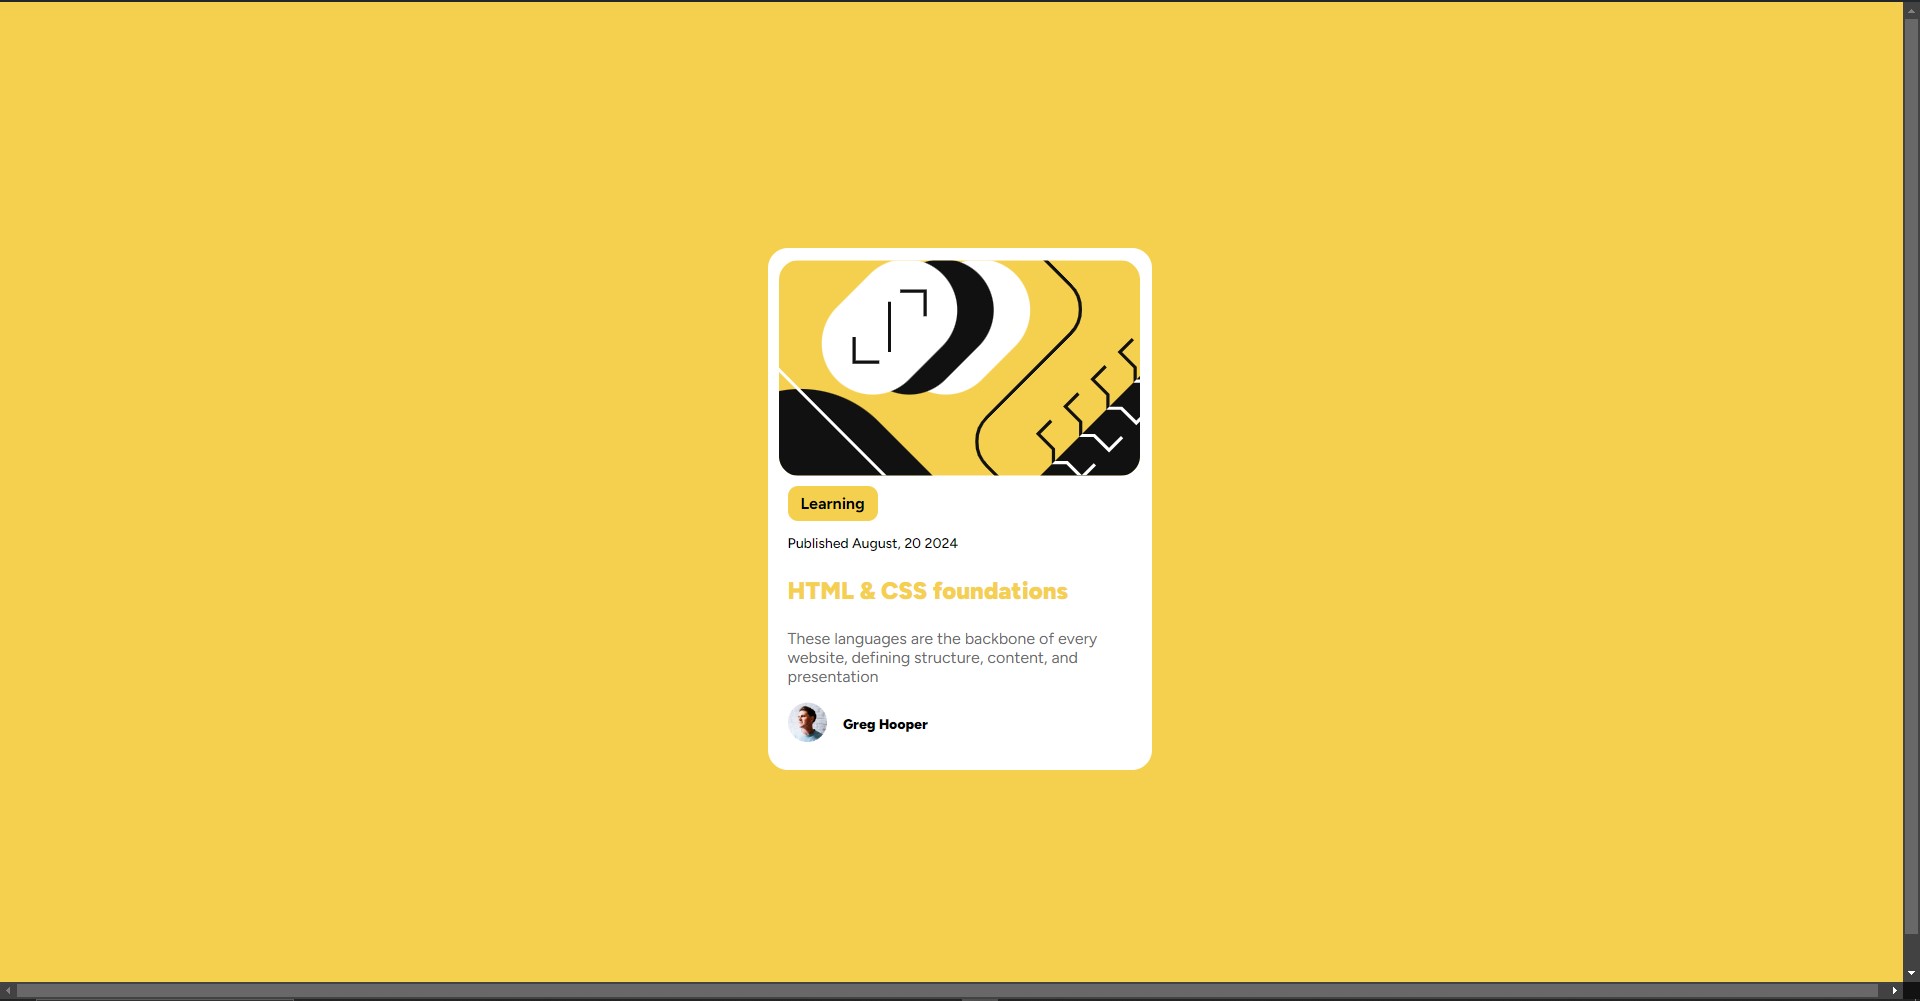 Learning
Published August, 20 2024
HTML & CSS foundations
These languages are the backbone of every
website, defining structure, content, and
presentation
Greg Hooper